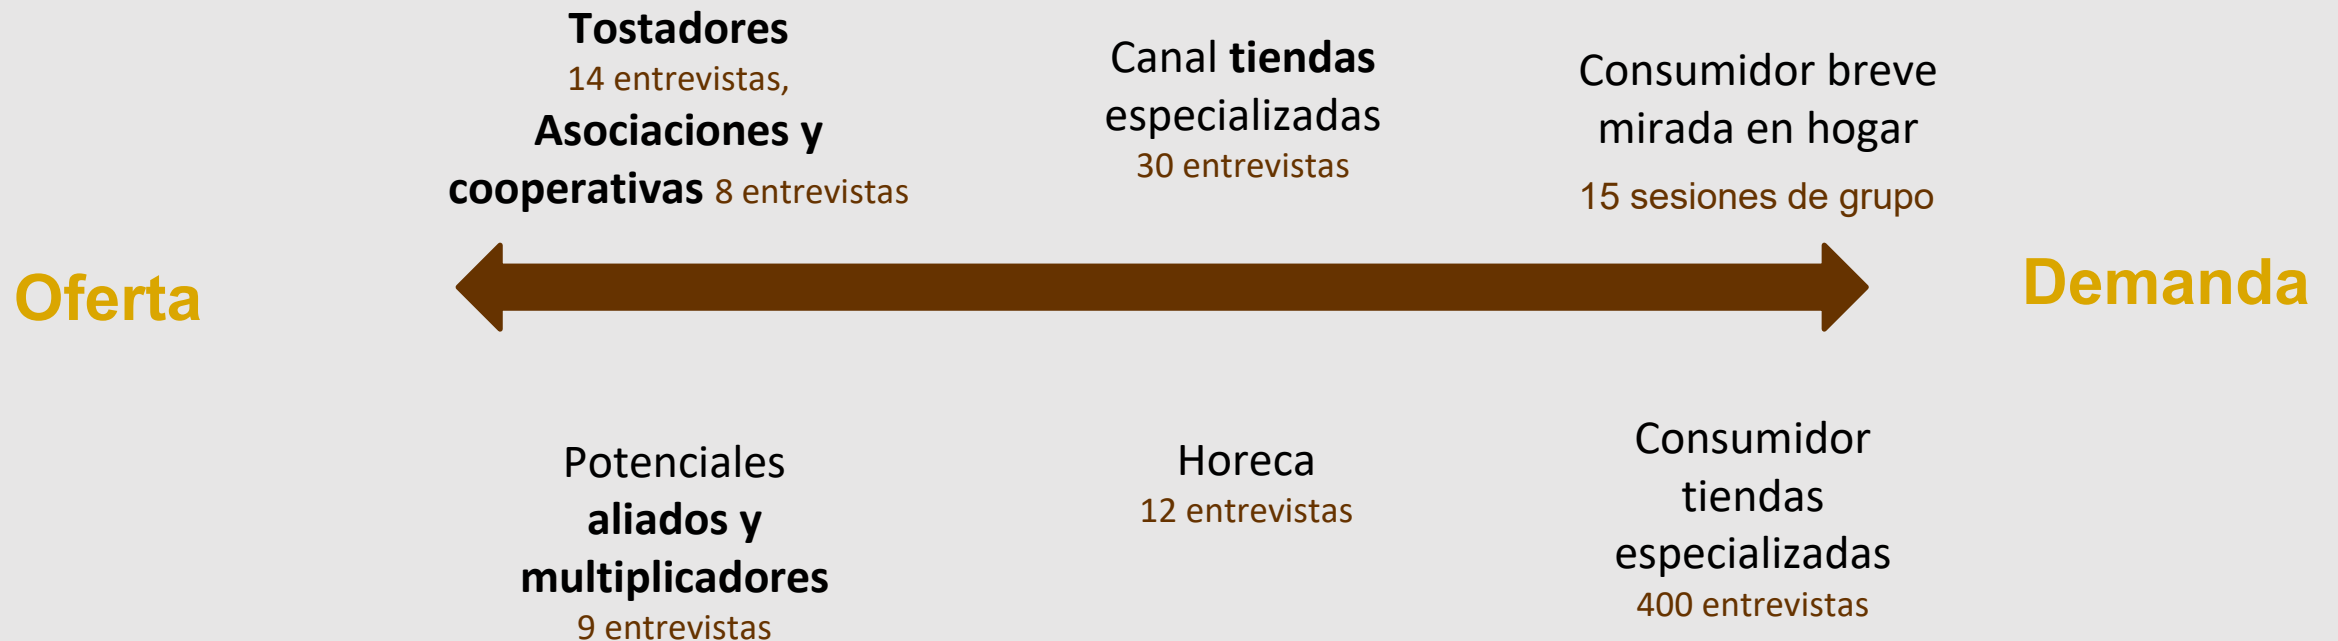 Tostadores
14 entrevistas,
Asociaciones y
cooperativas 8 entrevistas
Canal tiendas
especializadas
30 entrevistas
Consumidor breve
mirada en hogar
15 sesiones de grupo
Oferta
Demanda
Potenciales
aliados y
multiplicadores
9 entrevistas
Horeca
12 entrevistas
Consumidor
tiendas
especializadas
400 entrevistas